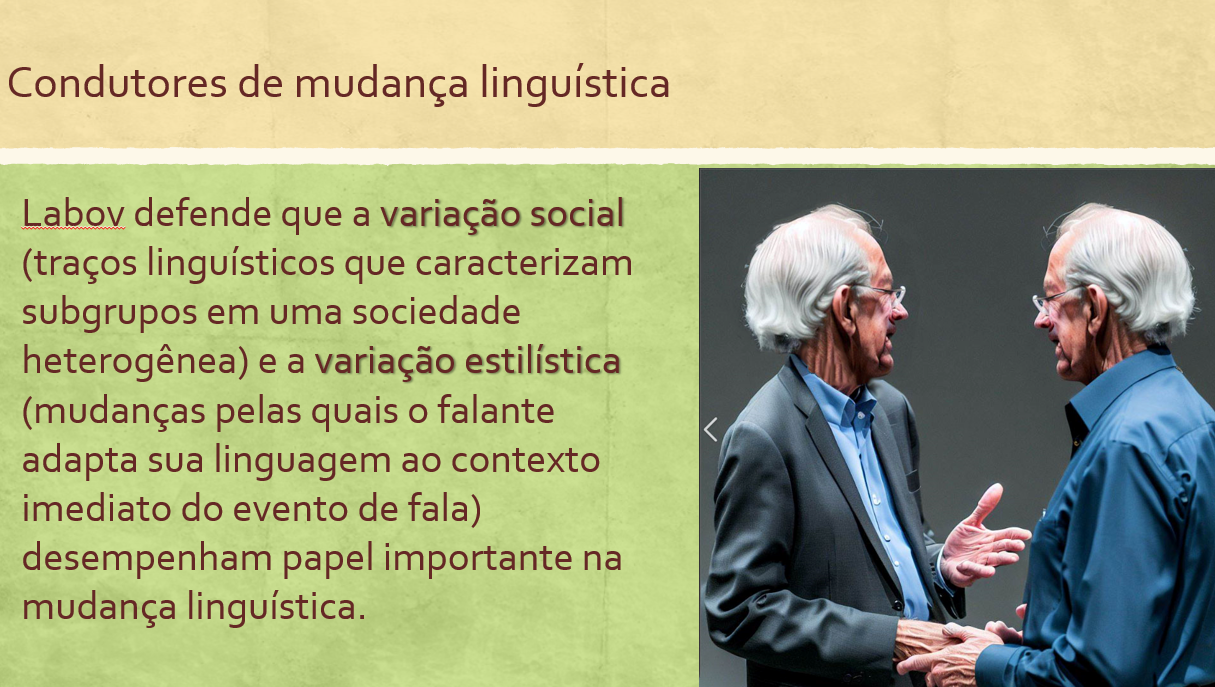 Condutores de mudança linguística
Labov defende que a variação social
(traços linguísticos que caracterizam
subgrupos em uma sociedade
heterogênea) e a variação estilística
(mudanças pelas quais o falante
adapta sua linguagem ao contexto
imediato do evento de fala)
desempenham papel importante na
mudança linguística.